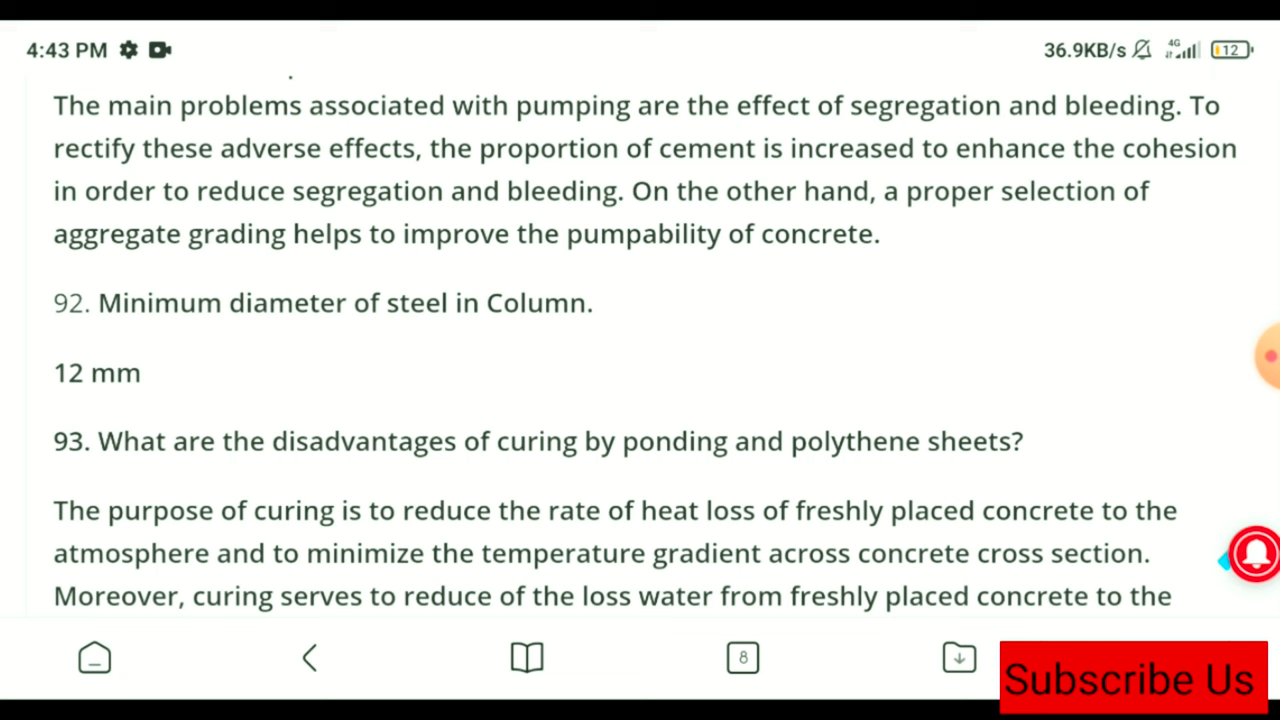 4:43 PM
36.9KB/s 4G 12
The main problems associated with pumping are the effect of segregation and bleeding. To
rectify these adverse effects, the proportion of cement is increased to enhance the cohesion
in order to reduce segregation and bleeding. On the other hand, a proper selection of
aggregate grading helps to improve the pumpability of concrete.
92. Minimum diameter of steel in Column.
12 mm
93. What are the disadvantages of curing by ponding and polythene sheets?
The purpose of curing is to reduce the rate of heat loss of freshly placed concrete to the
atmosphere and to minimize the temperature gradient across concrete cross section.
Moreover, curing serves to reduce of the loss water from freshly placed concrete to the
8
Subscribe Us